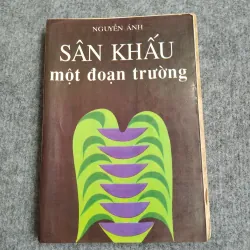 NGUYỄN ÁNH
SÂN KHẤU
một đoạn trường